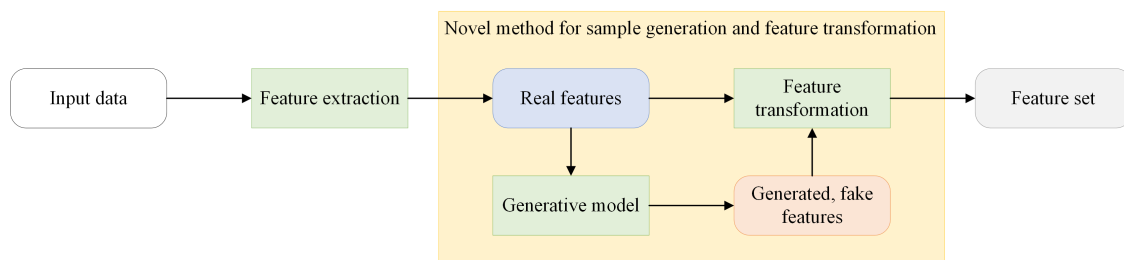 Novel method for sample generation and feature transformation
Input data
Feature extraction
Real features
Feature
transformation
Feature set
Generative model
Generated, fake
features